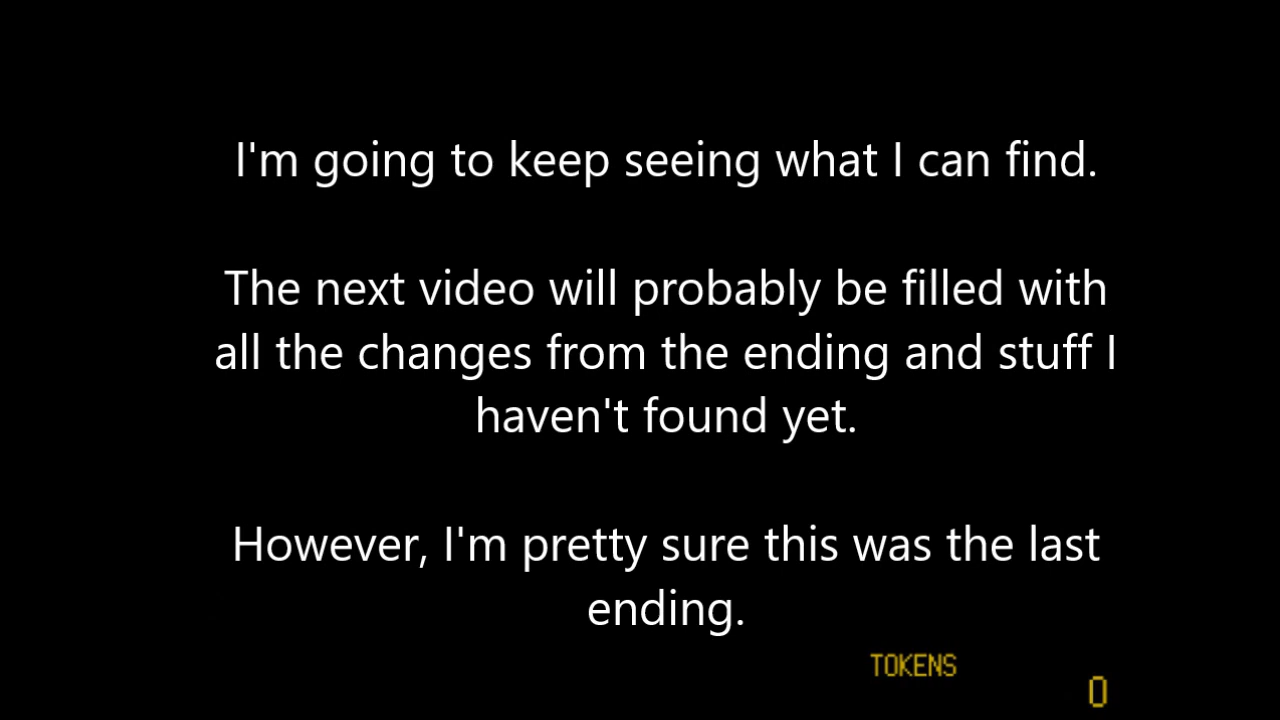 I'm going to keep seeing what I can find.
The next video will probably be filled with
all the changes from the ending and stuff I
haven't found yet.
However, I'm pretty sure this was the last
ending.
TOKENS
0